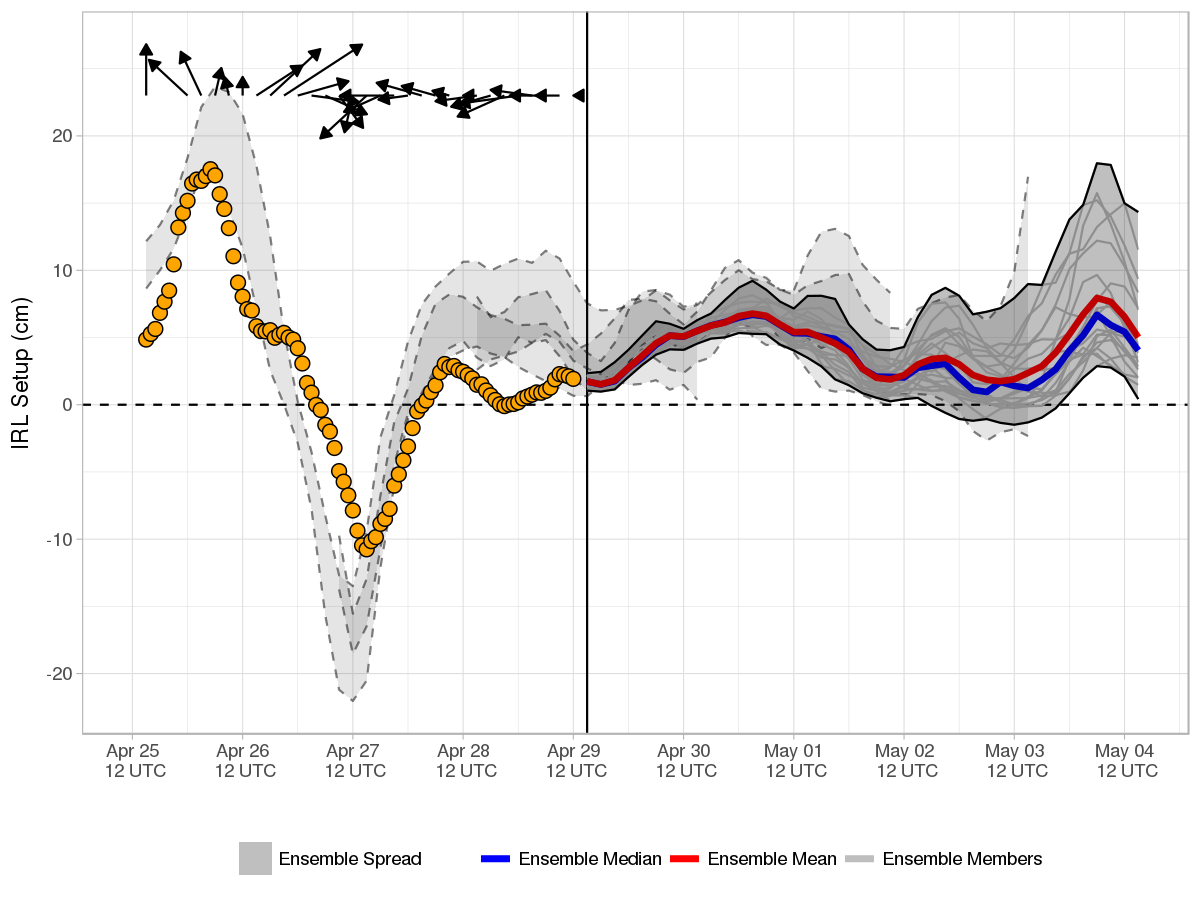 IRL Setup (cm)
20
10
0
-10
-20
Apr 25
12 UTC
Apr 26
12 UTC
Apr 27
12 UTC
Apr 28
12 UTC
Apr 29
12 UTC
Apr 30
12 UTC
May 01
12 UTC
May 02
12 UTC
May 03
12 UTC
May 04
12 UTC
Ensemble Spread
Ensemble Median
Ensemble Mean
Ensemble Members